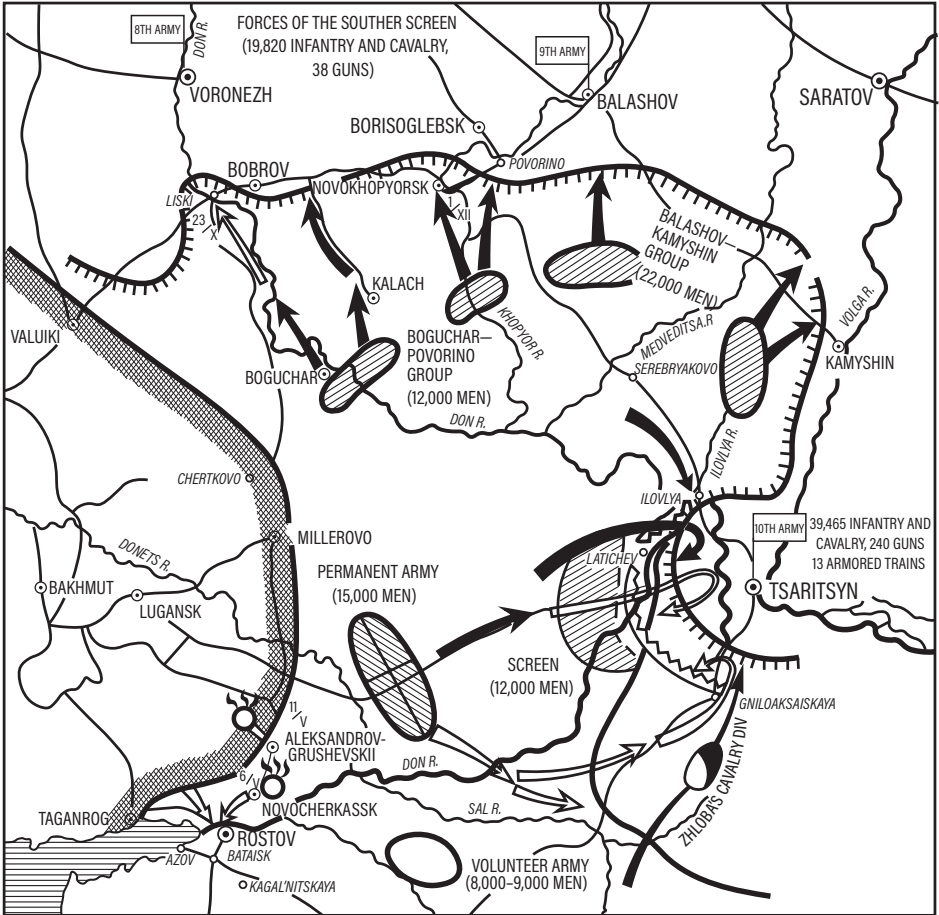 8TH ARMY
DON R.
FORCES OF THE SOUTHER SCREEN
(19,820 INFANTRY AND CAVALRY,
38 GUNS)
9TH ARMY
VORONEZH
BALASHOV
SARATOV
BORISOGLEBSK
POVORINO
BOBROV
NOVOKHOPYORSK
LISKI
23/X
1/XII
BALASHOV—
KAMYSHIN
GROUP
(22,000 MEN)
KALACH
KHOPYOR R.
MEDVEDITSA.R
VOLGA R.
VALUIKI
BOGUCHAR—
POVORINO
GROUP
(12,000 MEN)
BOGUCHAR
SEREBRYAKOVO
KAMYSHIN
DON R.
ILOVLYA R.
CHERTKOVO
ILOVLYA
10TH ARMY
39,465 INFANTRY AND
CAVALRY, 240 GUNS
13 ARMORED TRAINS
MILLEROVO
DONETS R.
LATICHEV
PERMANENT ARMY
(15,000 MEN)
BAKHMUT
LUGANSK
TSARITSYN
SCREEN
(12,000 MEN)
GNILOAKSAISKAYA
11/V
ALEKSANDROV-
GRUSHEVSKII
DON R.
ZHLOBA'S CAVALRY DIV
6/V
NOVOCHERKASSK
SAL R.
TAGANROG
ROSTOV
AZOV
BATAISK
VOLUNTEER ARMY
(8,000–9,000 MEN)
KAGAL'NITSKAYA